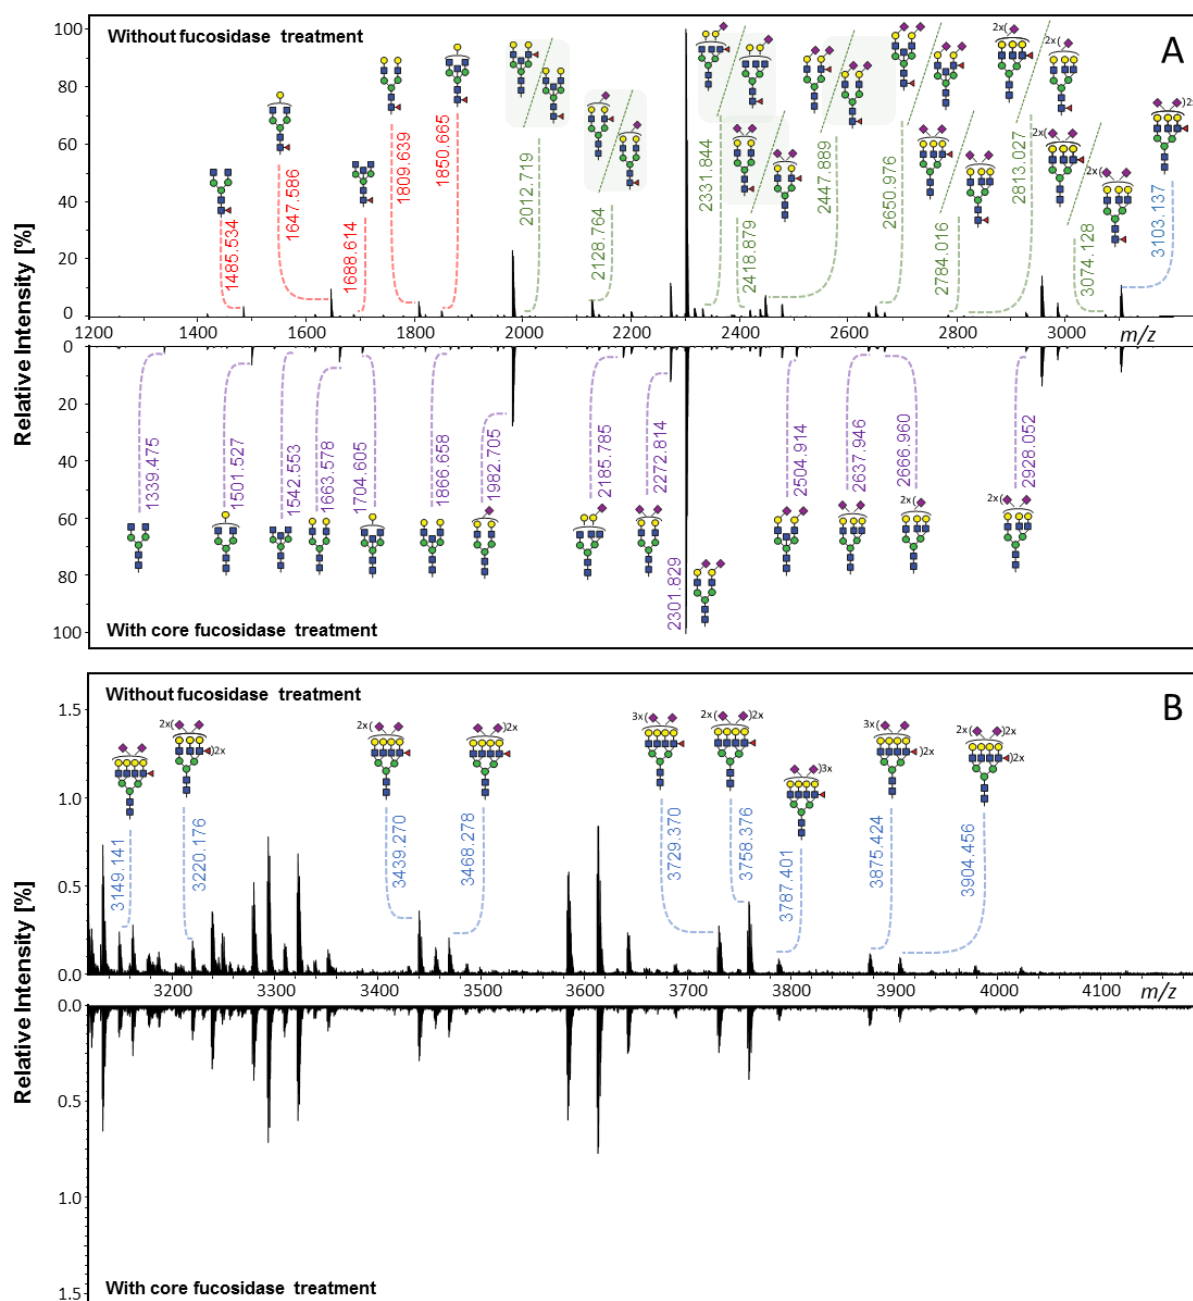 Without fucosidase treatment
A
Relative Intensity [%]
100
80
60
40
20
0
1485.534
1647.586
1688.614
1809.639
1850.665
2012.719
2128.764
2331.844
2418.879
2447.889
2650.976
2784.016
2813.027
3074.128
3103.137
2x(
2x(
2x(
2x(
)2x
1200
1400
1600
1800
2000
2200
2400
2600
2800
3000
m/z
Relative Intensity [%]
0
20
40
60
80
100
1339.475
1501.527
1542.553
1663.578
1704.605
1866.658
1982.705
2185.785
2272.814
2301.829
2504.914
2637.946
2666.960
2928.052
2x(
2x(
With core fucosidase treatment
Without fucosidase treatment
B
Relative Intensity [%]
1.5
1.0
0.5
0.0
3149.141
3220.176
3439.270
3468.278
3729.370
3758.376
3787.401
3875.424
3904.456
2x(
)2x
2x(
)2x
3x(
2x(
)2x
)3x
3x(
)2x
2x(
)2x
)2x
3200
3300
3400
3500
3600
3700
3800
3900
4000
4100
m/z
Relative Intensity [%]
0.0
0.5
1.0
1.5
With core fucosidase treatment